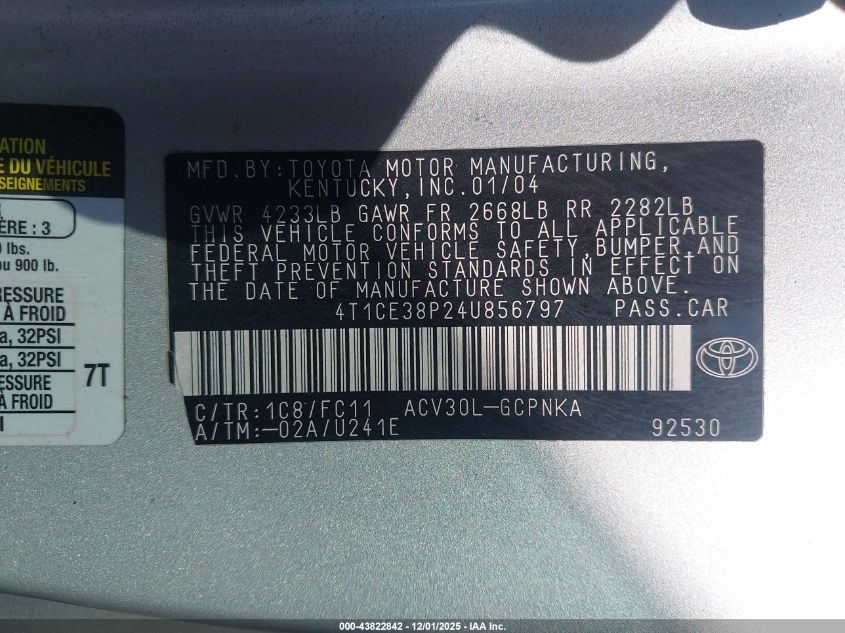 ATION
E DU VÉHICULE
SEIGNEMENTS
ÈRE : 3
lbs.
ou 900 lb.
RESSURE
À FROID
a, 32PSI
a, 32PSI
ESSURE
À FROID
7T
MFD.BY:TOYOTA MOTOR MANUFACTURING,
KENTUCKY,INC.01/04
GVWR 4233LB GAWR FR 2668LB RR 2282LB
THIS VEHICLE CONFORMS TO ALL APPLICABLE
FEDERAL MOTOR VEHICLE SAFETY,BUMPER,AND
THEFT PREVENTION STANDARDS IN EFFECT ON
THE DATE OF MANUFACTURE SHOWN ABOVE.
4T1CE38P24U856797 PASS.CAR
C/TR:1C8/FC11 ACV30L-GCPNKA
A/TM:-02A/U241E 92530
000-43822842 / 12/01/2025 - IAA Inc.